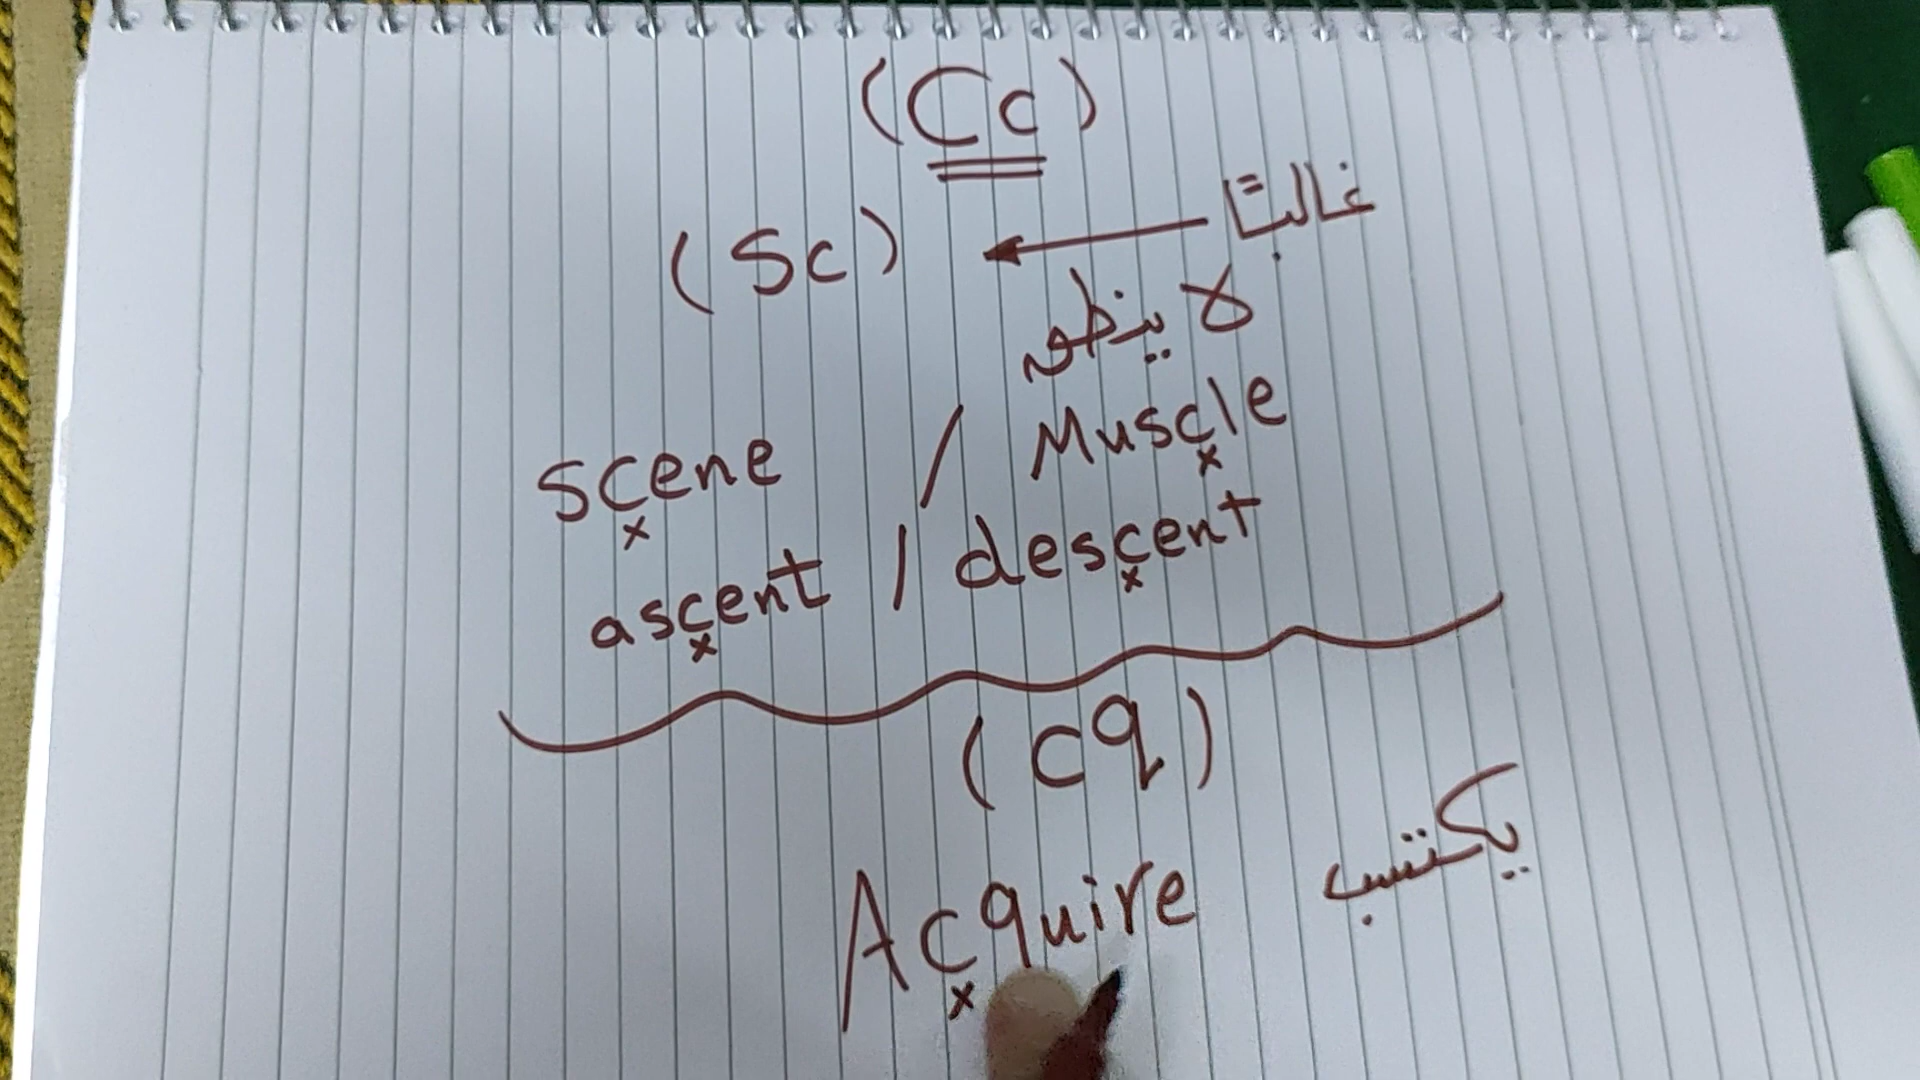 (Cc)
(Sc) ← غالبًا
لا ينطق
Scene / Muscle
x x
ascent / descent
x x
(cq)
Acquire يكتسب
x